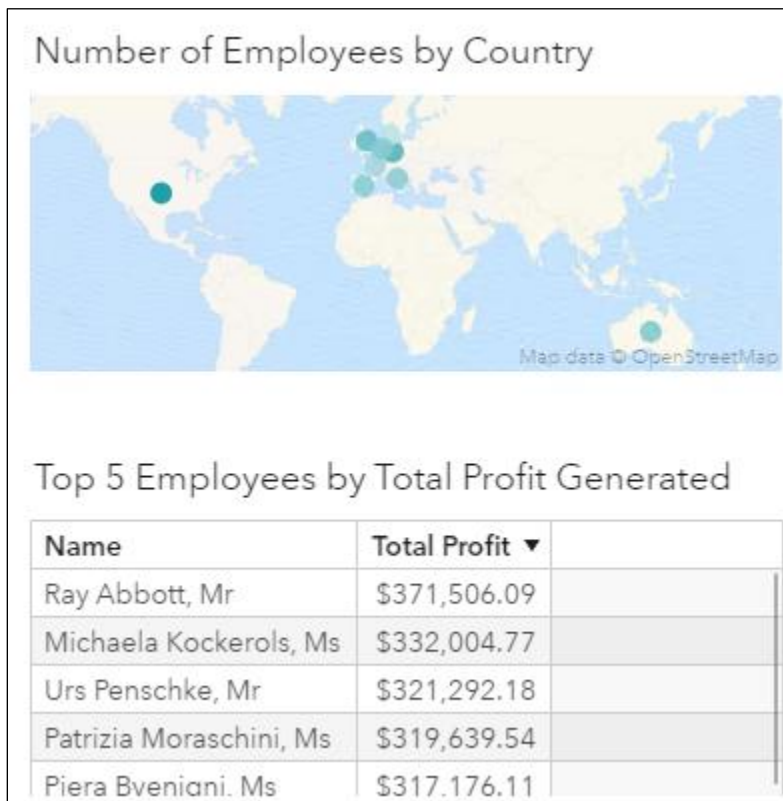 Number of Employees by Country
Map data © OpenStreetMap
Top 5 Employees by Total Profit Generated
Name Total Profit ▼
Ray Abbott, Mr $371,506.09
Michaela Kockerols, Ms $332,004.77
Urs Penschke, Mr $321,292.18
Patrizia Moraschini, Ms $319,639.54
Piera Byenigni, Ms $317,176.11